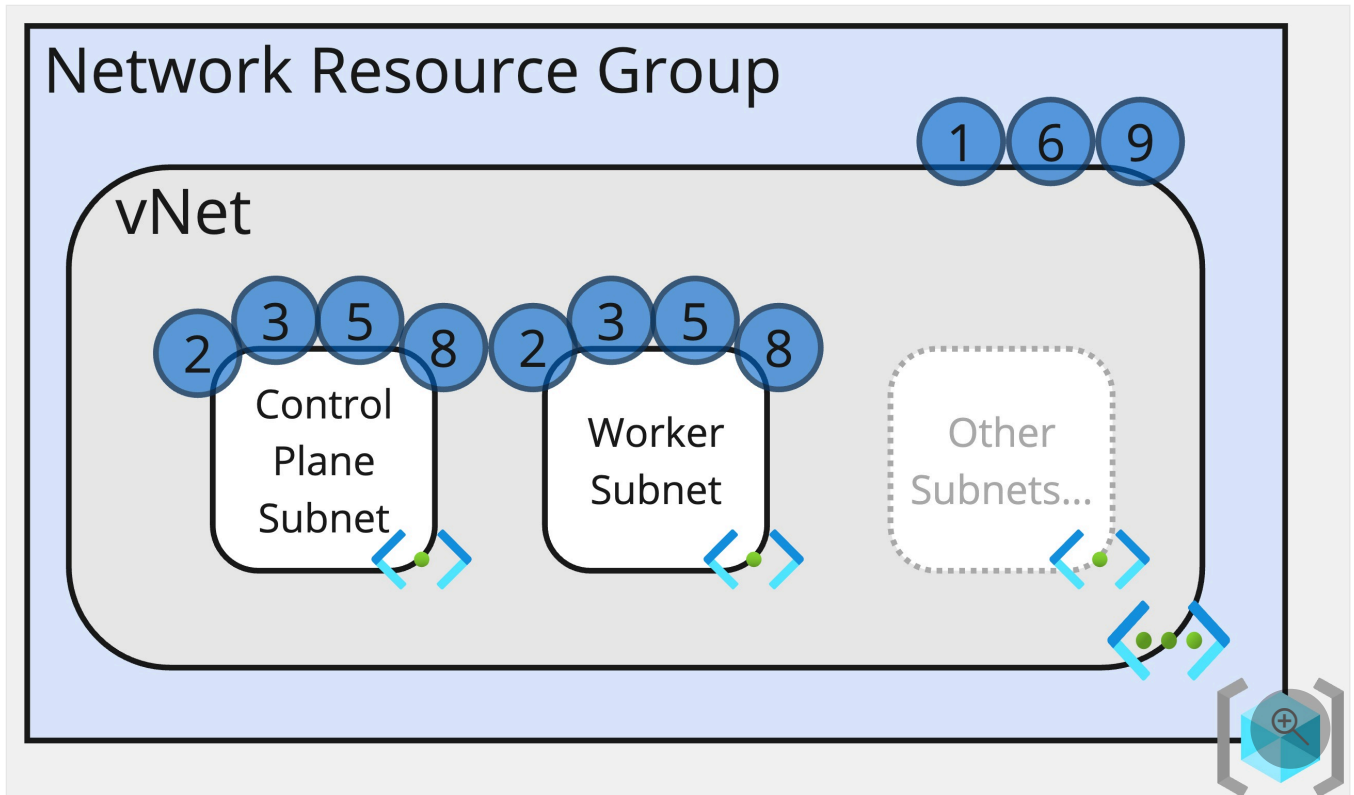 Network Resource Group
1 6 9
vNet
2 3 5 8 2 3 5 8
Control
Plane
Subnet
Worker
Subnet
Other
Subnets...